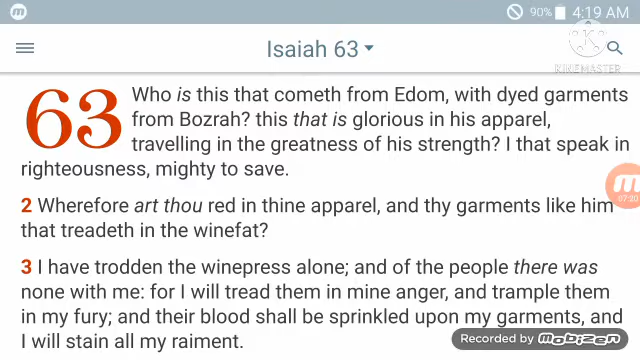 90% 4:19 AM
Isaiah 63
KINEMASTER
63 Who is this that cometh from Edom, with dyed garments
from Bozrah? this that is glorious in his apparel,
travelling in the greatness of his strength? I that speak in
righteousness, mighty to save.
07:20
2 Wherefore art thou red in thine apparel, and thy garments like him
that treadeth in the winefat?
3 I have trodden the winepress alone; and of the people there was
none with me: for I will tread them in mine anger, and trample them
in my fury; and their blood shall be sprinkled upon my garments, and
I will stain all my raiment.
Recorded by mobizen